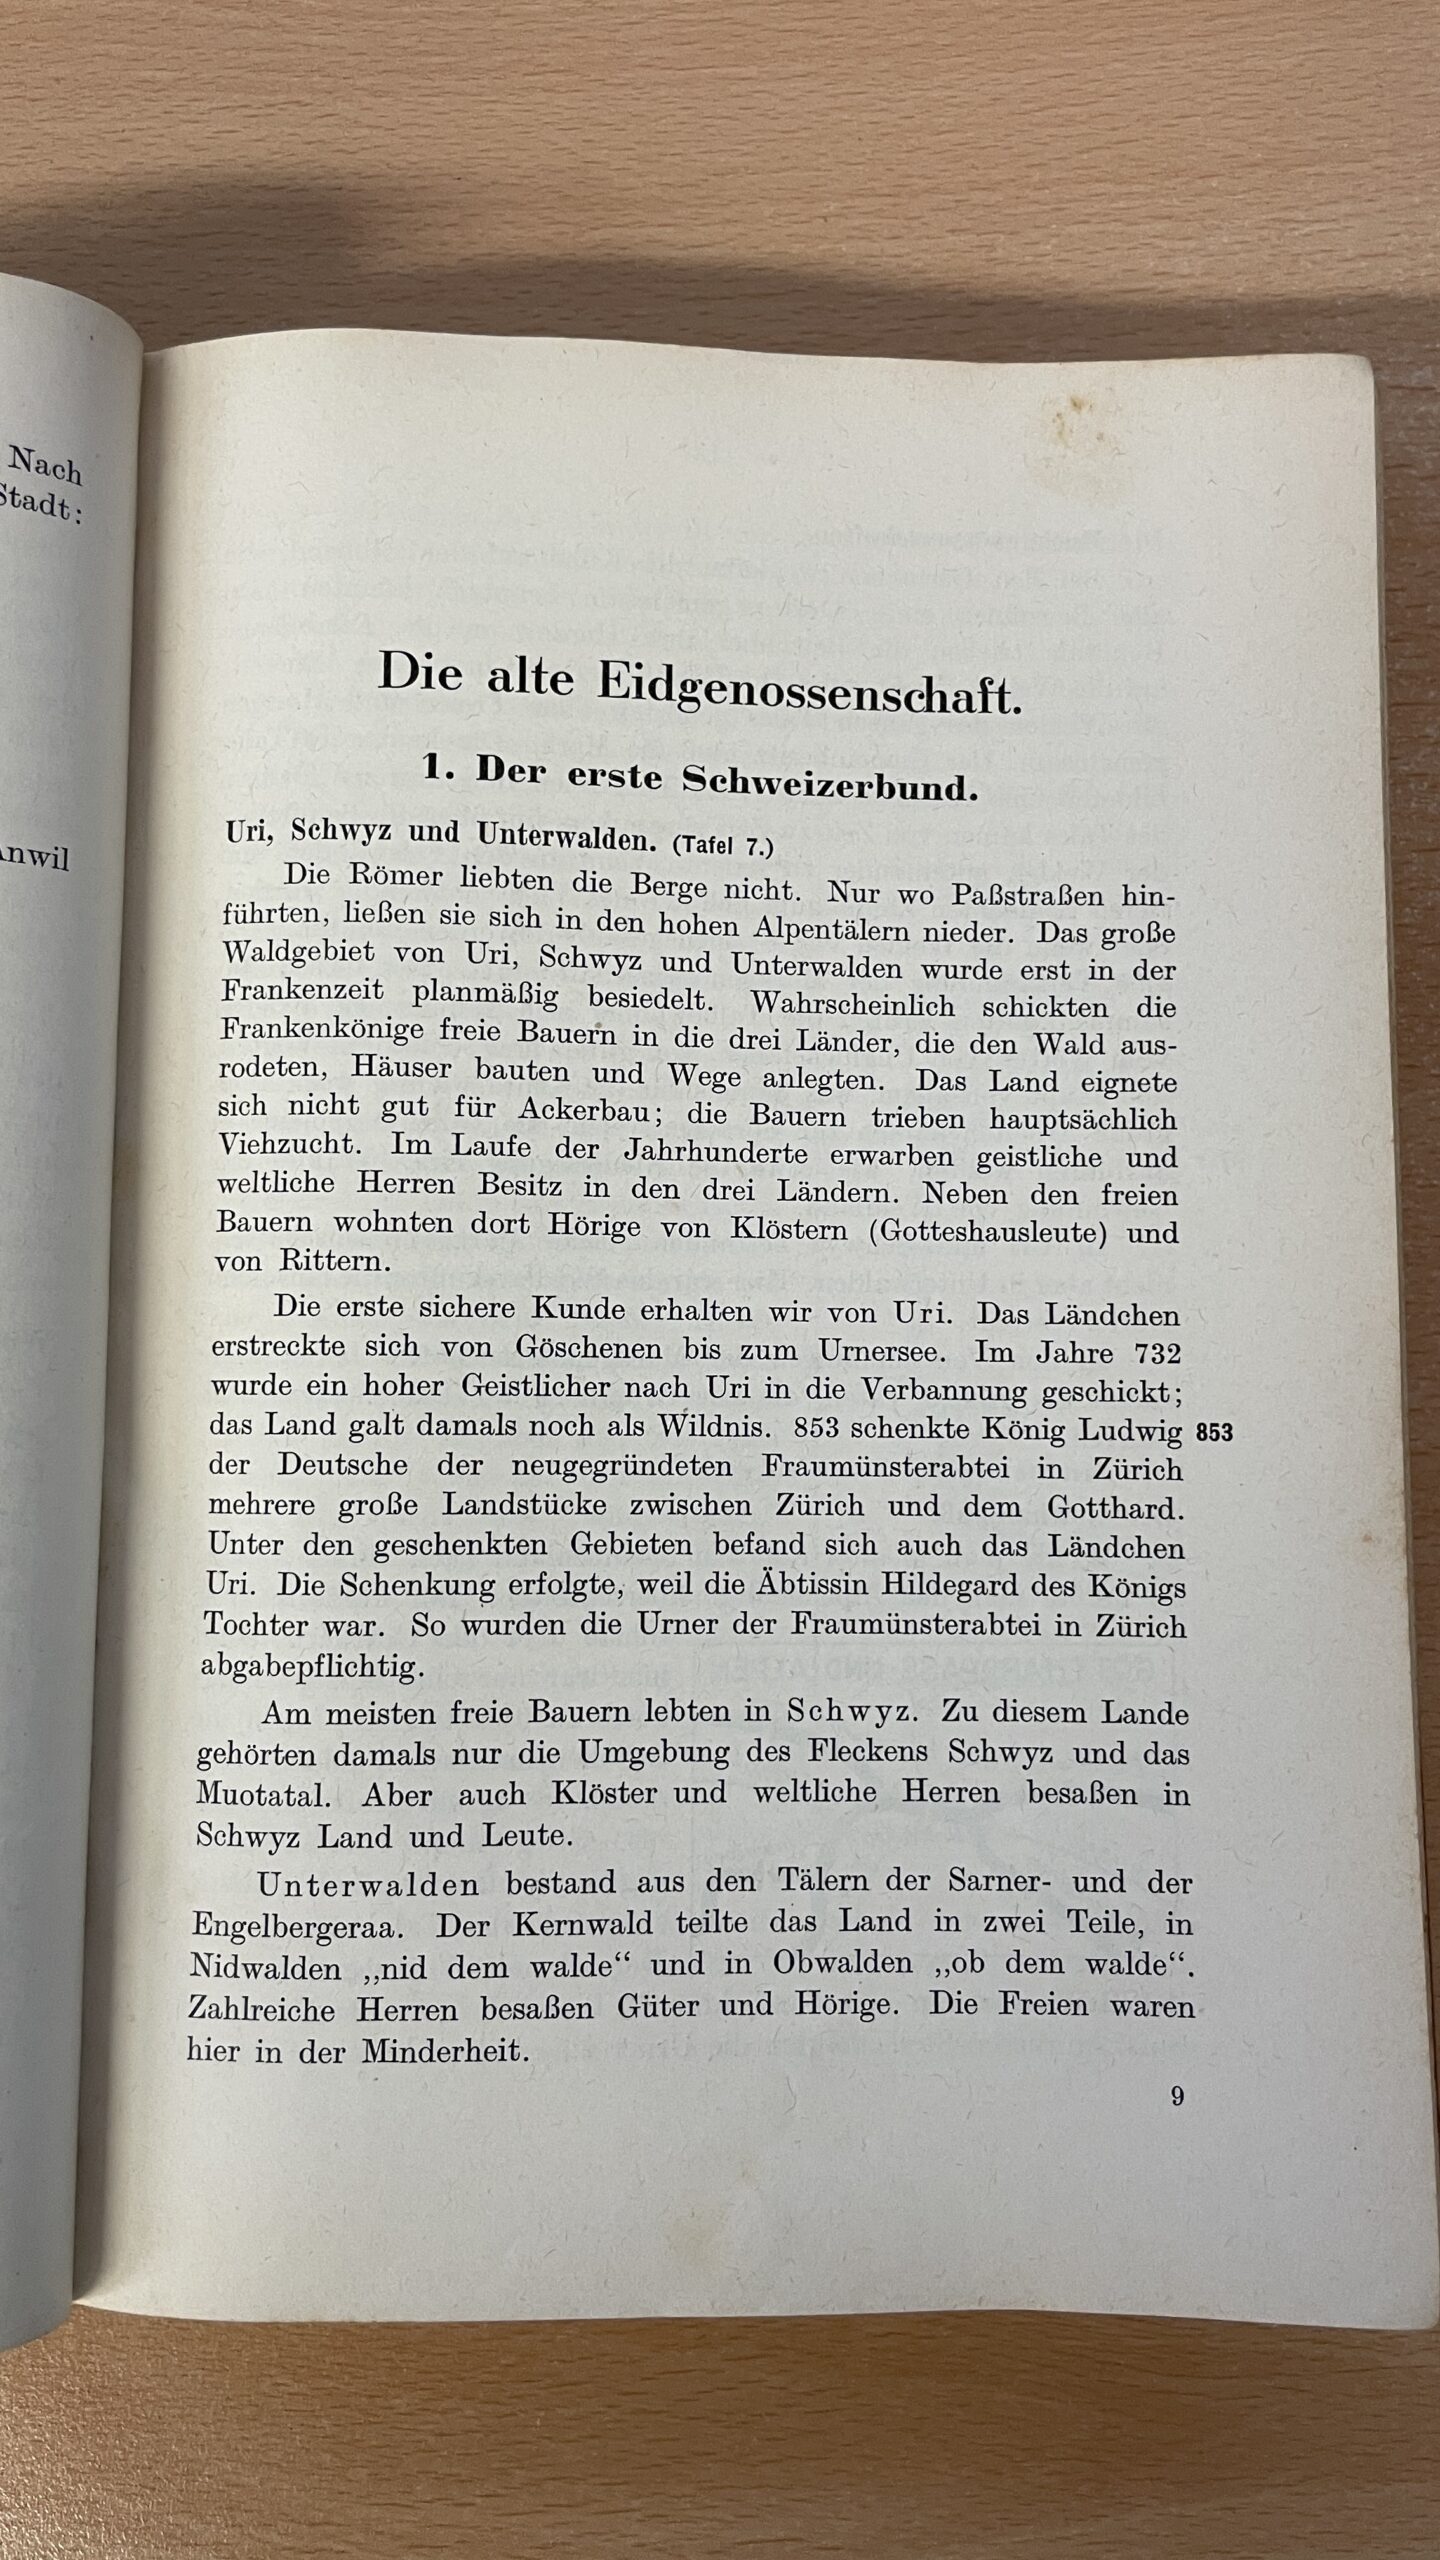 Nach
Stadt:
nwil
Die alte Eidgenossenschaft.
1. Der erste Schweizerbund.
Uri, Schwyz und Unterwalden. (Tafel 7.)
Die Römer liebten die Berge nicht. Nur wo Paßstraßen hin-
führten, ließen sie sich in den hohen Alpentälern nieder. Das große
Waldgebiet von Uri, Schwyz und Unterwalden wurde erst in der
Frankenzeit planmäßig besiedelt. Wahrscheinlich schickten die
Frankenkönige freie Bauern in die drei Länder, die den Wald aus-
rodeten, Häuser bauten und Wege anlegten. Das Land eignete
sich nicht gut für Ackerbau; die Bauern trieben hauptsächlich
Viehzucht. Im Laufe der Jahrhunderte erwarben geistliche und
weltliche Herren Besitz in den drei Ländern. Neben den freien
Bauern wohnten dort Hörige von Klöstern (Gotteshausleute) und
von Rittern.
Die erste sichere Kunde erhalten wir von Uri. Das Ländchen
erstreckte sich von Göschenen bis zum Urnersee. Im Jahre 732
wurde ein hoher Geistlicher nach Uri in die Verbannung geschickt;
das Land galt damals noch als Wildnis. 853 schenkte König Ludwig 853
der Deutsche der neugegründeten Fraumünsterabtei in Zürich
mehrere große Landstücke zwischen Zürich und dem Gotthard.
Unter den geschenkten Gebieten befand sich auch das Ländchen
Uri. Die Schenkung erfolgte, weil die Äbtissin Hildegard des Königs
Tochter war. So wurden die Urner der Fraumünsterabtei in Zürich
abgabepflichtig.
Am meisten freie Bauern lebten in Schwyz. Zu diesem Lande
gehörten damals nur die Umgebung des Fleckens Schwyz und das
Muotatal. Aber auch Klöster und weltliche Herren besaßen in
Schwyz Land und Leute.
Unterwalden bestand aus den Tälern der Sarner- und der
Engelbergeraa. Der Kernwald teilte das Land in zwei Teile, in
Nidwalden „nid dem walde“ und in Obwalden „ob dem walde“.
Zahlreiche Herren besaßen Güter und Hörige. Die Freien waren
hier in der Minderheit.
9